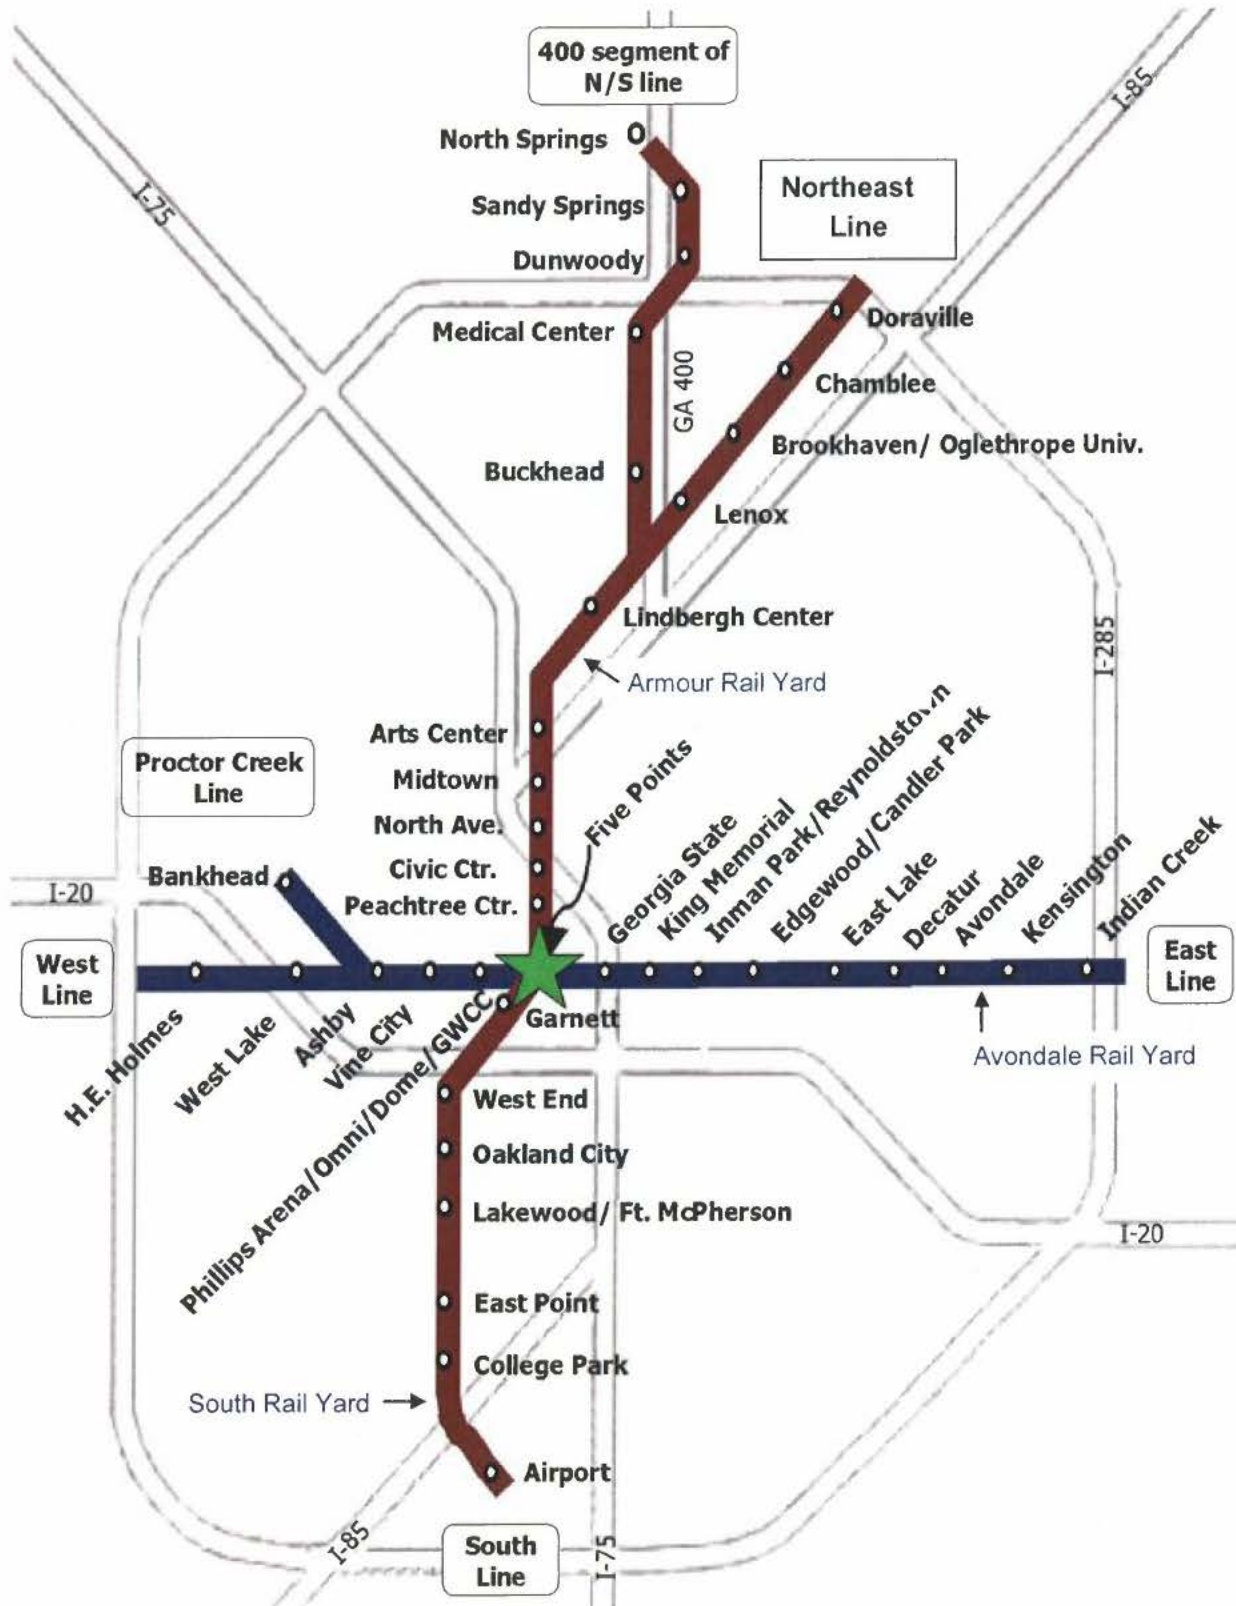 400 segment of
N/S line
I-85
North Springs
Northeast
Line
I-75
Sandy Springs
Dunwoody
Doraville
Medical Center
GA 400
Chamblee
Brookhaven/ Oglethrope Univ.
Buckhead
Lenox
Lindbergh Center
I-285
Armour Rail Yard
Arts Center
Proctor Creek
Line
Midtown
North Ave.
Civic Ctr.
Peachtree Ctr.
Bankhead
I-20
Five Points
Georgia State
King Memorial
Inman Park/Reynoldstown
Edgewood/Candler Park
East Lake
Decatur
Avondale
Kensington
Indian Creek
West
Line
East
Line
H.E. Holmes
West Lake
Ashby
Vine City
Phillips Arena/Omni/Dome/GWCC
Garnett
Avondale Rail Yard
West End
Oakland City
Lakewood/ Ft. McPherson
I-20
East Point
College Park
South Rail Yard
Airport
I-85
South
Line
I-75